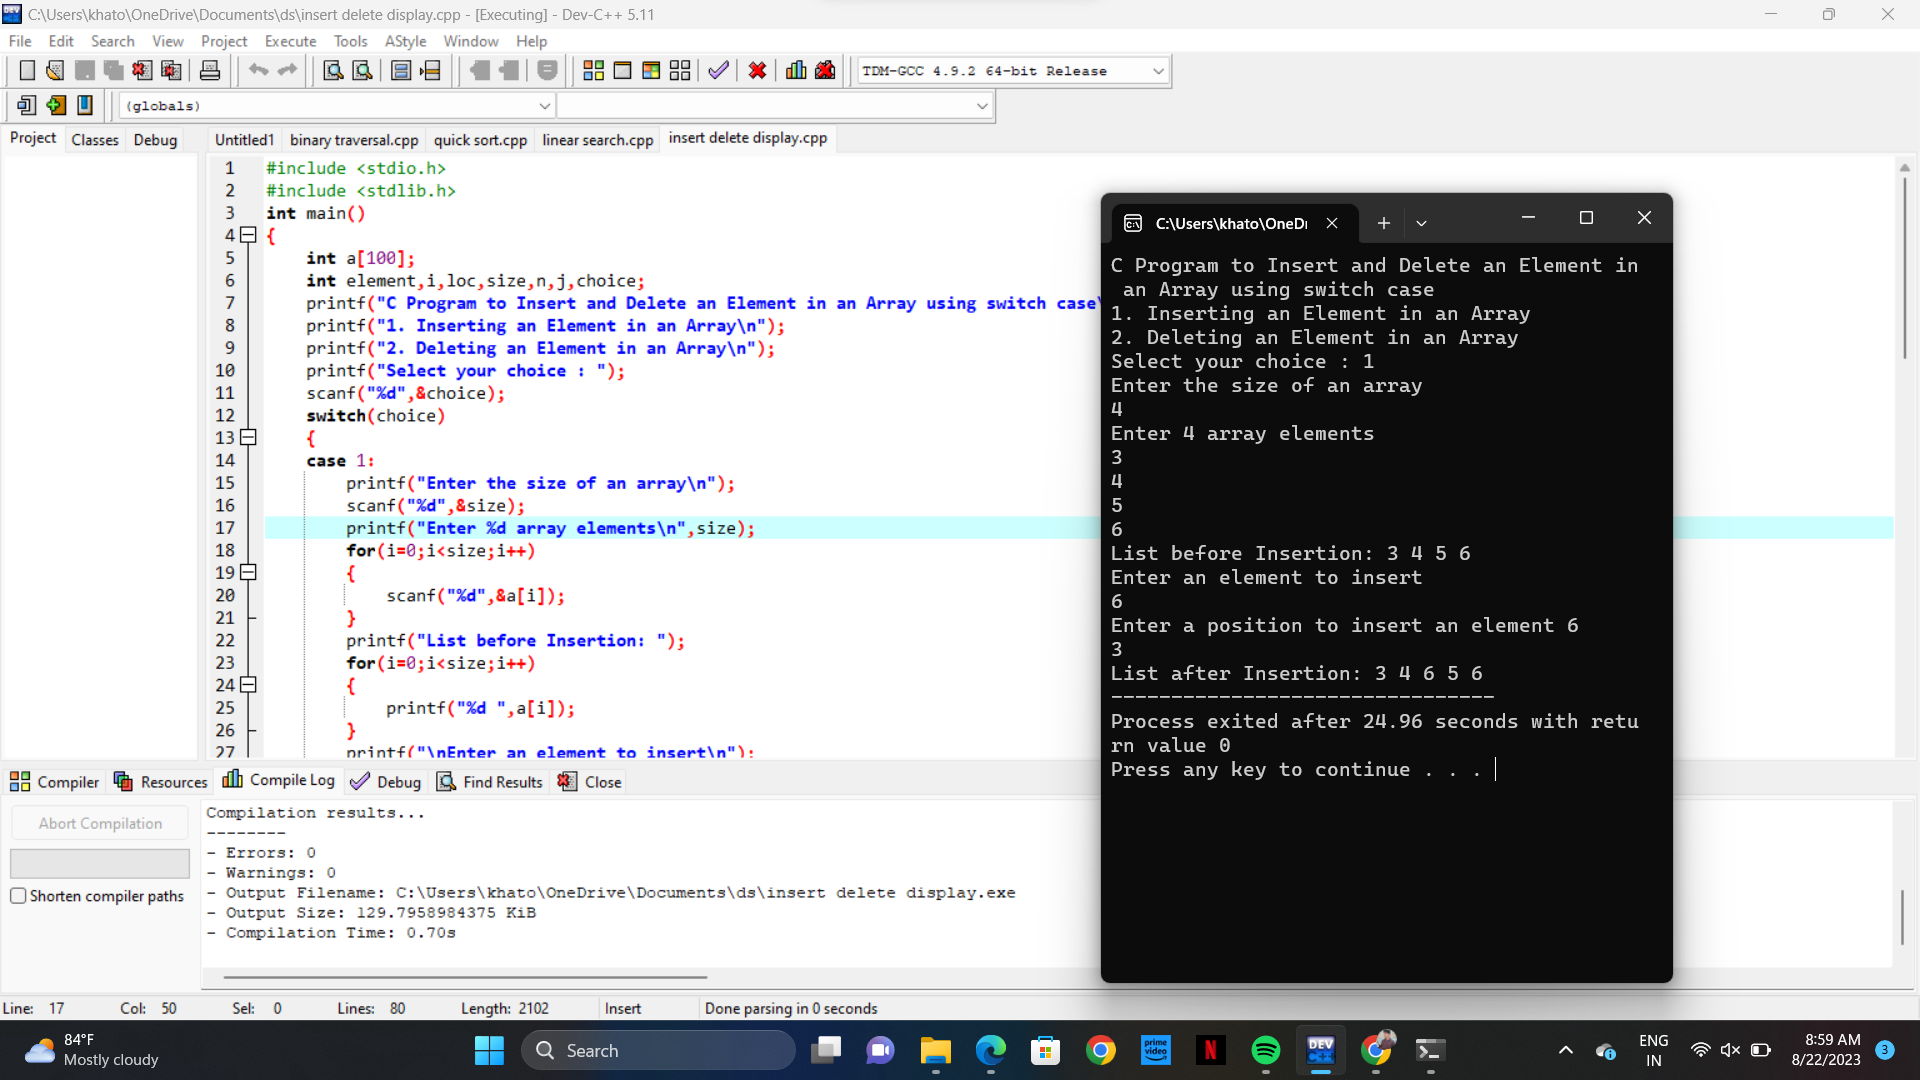 C:\Users\khato\OneDrive\Documents\ds\insert delete display.cpp - [Executing] - Dev-C++ 5.11
File Edit Search View Project Execute Tools AStyle Window Help
TDM-GCC 4.9.2 64-bit Release
(globals)
Project Classes Debug
Untitled1 binary traversal.cpp quick sort.cpp linear search.cpp insert delete display.cpp
1 #include <stdio.h>
2 #include <stdlib.h>
3 int main()
4 {
5 int a[100];
6 int element,i,loc,size,n,j,choice;
7 printf("C Program to Insert and Delete an Element in an Array using switch case\
8 printf("1. Inserting an Element in an Array\n");
9 printf("2. Deleting an Element in an Array\n");
10 printf("Select your choice : ");
11 scanf("%d",&choice);
12 switch(choice)
13 {
14 case 1:
15 printf("Enter the size of an array\n");
16 scanf("%d",&size);
17 printf("Enter %d array elements\n",size);
18 for(i=0;i<size;i++)
19 {
20 scanf("%d",&a[i]);
21 }
22 printf("List before Insertion: ");
23 for(i=0;i<size;i++)
24 {
25 printf("%d ",a[i]);
26 }
27 printf("\nEnter an element to insert\n");
C:\Users\khato\OneDr
C Program to Insert and Delete an Element in
an Array using switch case
1. Inserting an Element in an Array
2. Deleting an Element in an Array
Select your choice : 1
Enter the size of an array
4
Enter 4 array elements
3
4
5
6
List before Insertion: 3 4 5 6
Enter an element to insert
6
Enter a position to insert an element 6
3
List after Insertion: 3 4 6 5 6
--------------------------------
Process exited after 24.96 seconds with retu
rn value 0
Press any key to continue . . .
Compiler Resources Compile Log Debug Find Results Close
Abort Compilation
Shorten compiler paths
Compilation results...
--------
- Errors: 0
- Warnings: 0
- Output Filename: C:\Users\khato\OneDrive\Documents\ds\insert delete display.exe
- Output Size: 129.7958984375 KiB
- Compilation Time: 0.70s
Line: 17 Col: 50 Sel: 0 Lines: 80 Length: 2102 Insert Done parsing in 0 seconds
84°F
Mostly cloudy
Search
prime video
N
DEV C++
ENG
IN
8:59 AM
8/22/2023
3